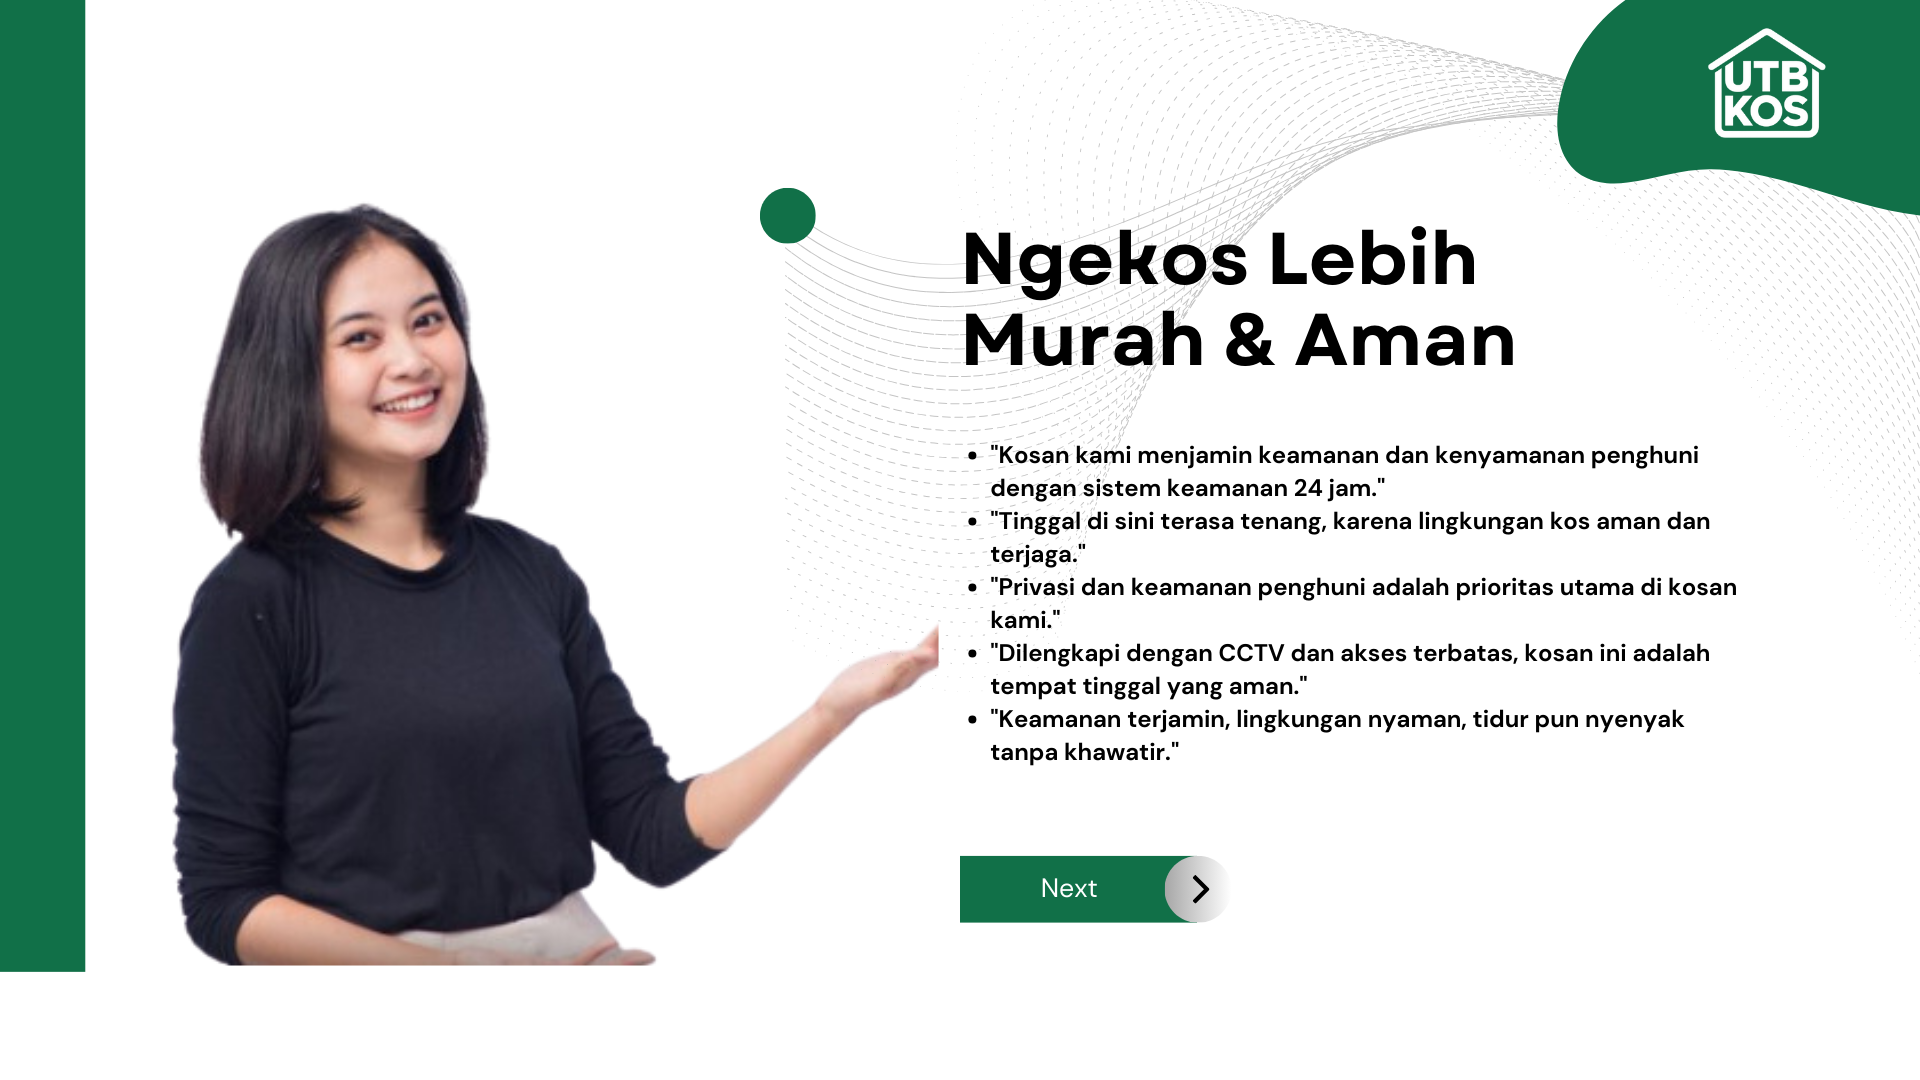 UTB
KOS
Ngekos Lebih
Murah & Aman
"Kosan kami menjamin keamanan dan kenyamanan penghuni
dengan sistem keamanan 24 jam."
"Tinggal di sini terasa tenang, karena lingkungan kos aman dan
terjaga."
"Privasi dan keamanan penghuni adalah prioritas utama di kosan
kami."
"Dilengkapi dengan CCTV dan akses terbatas, kosan ini adalah
tempat tinggal yang aman."
"Keamanan terjamin, lingkungan nyaman, tidur pun nyenyak
tanpa khawatir."
Next